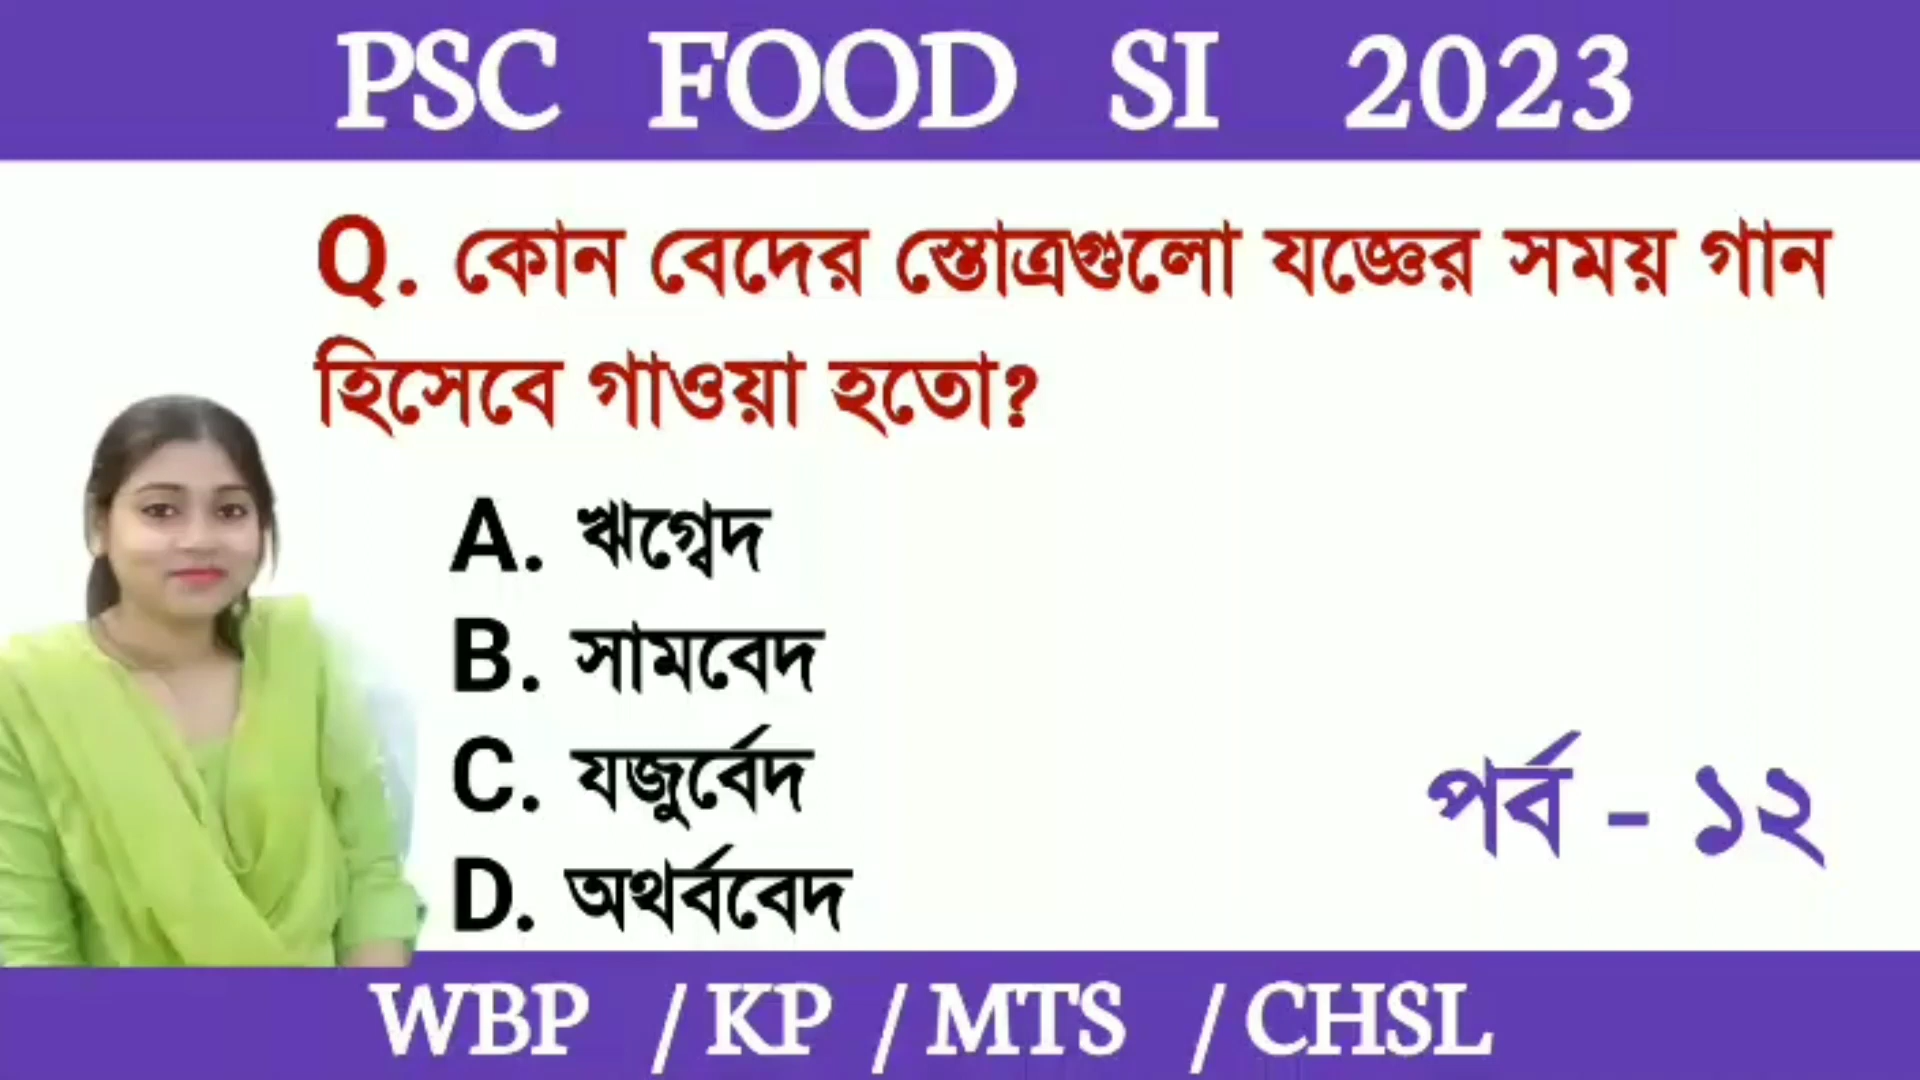 PSC FOOD SI 2023
Q. কোন বেদের স্তোত্রগুলো যজ্ঞের সময় গান
হিসেবে গাওয়া হতো?
A. ঋগ্বেদ
B. সামবেদ
C. যজুর্বেদ
D. অথর্ববেদ
পর্ব - ১২
WBP / KP / MTS / CHSL